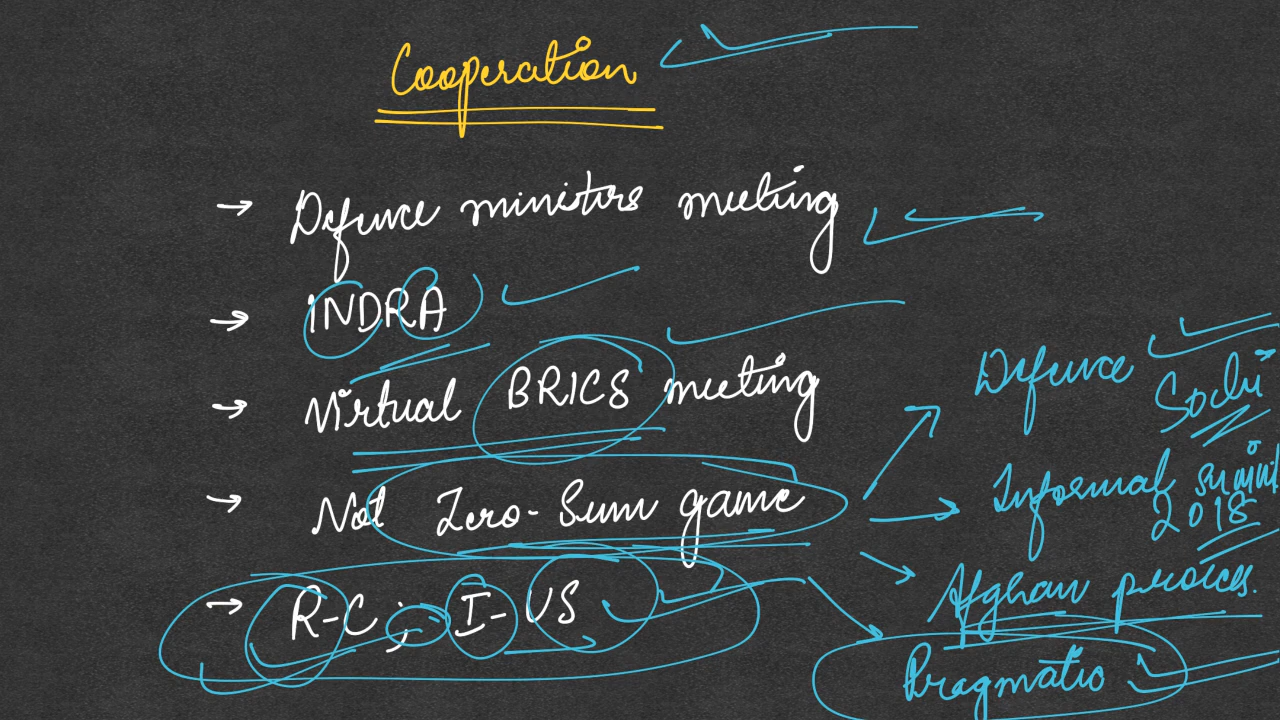 Cooperation
→ Defence ministers meeting
→ INDRA
→ Virtual BRICS meeting
→ Not Zero-Sum game
→ R-C ; I-US
Defence
Sochi
Informal summit
2018
Afghan process.
Pragmatic